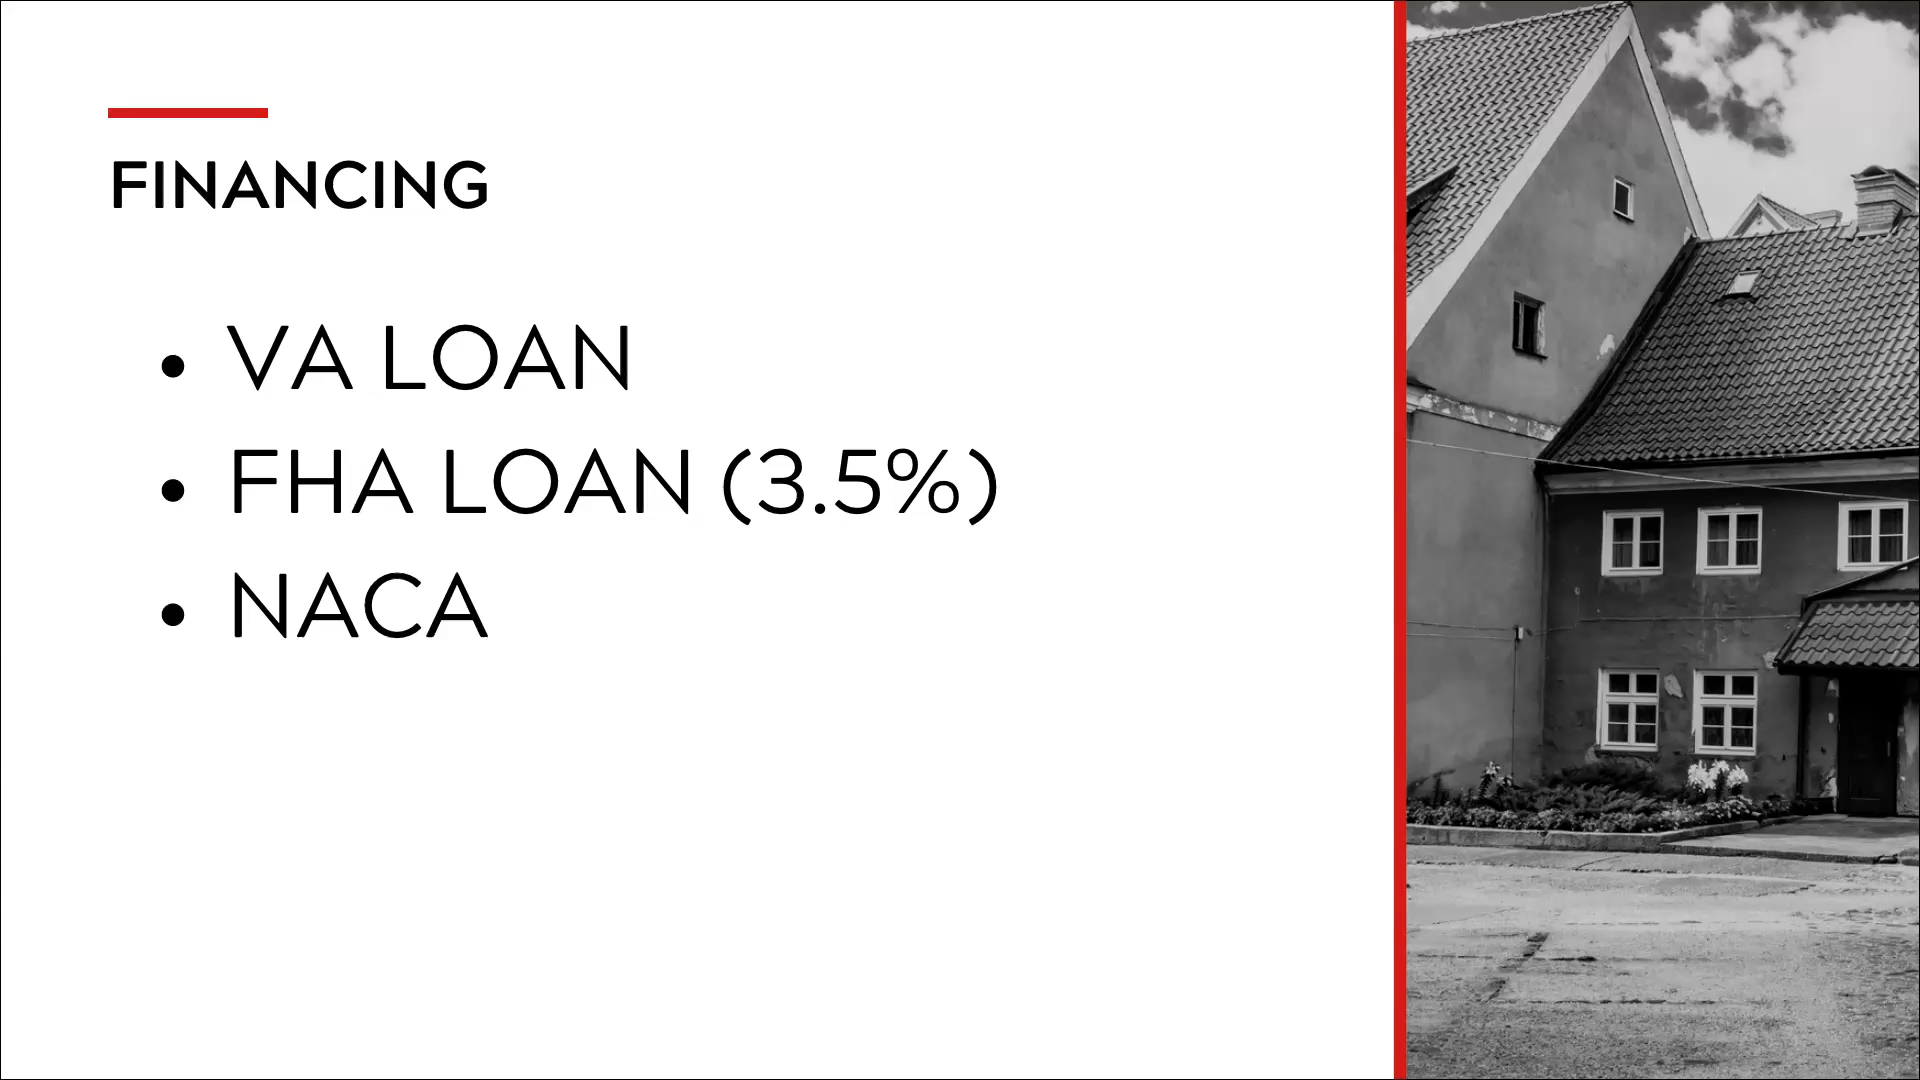 FINANCING
• VA LOAN
• FHA LOAN (3.5%)
• NACA